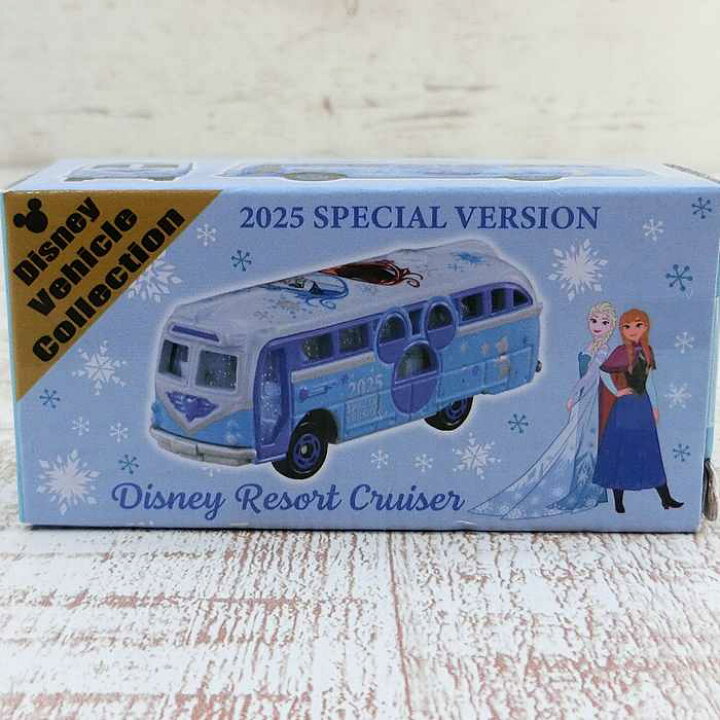 Disney
Vehicle
Collection
2025 SPECIAL VERSION
2025
Disney Resort Cruiser